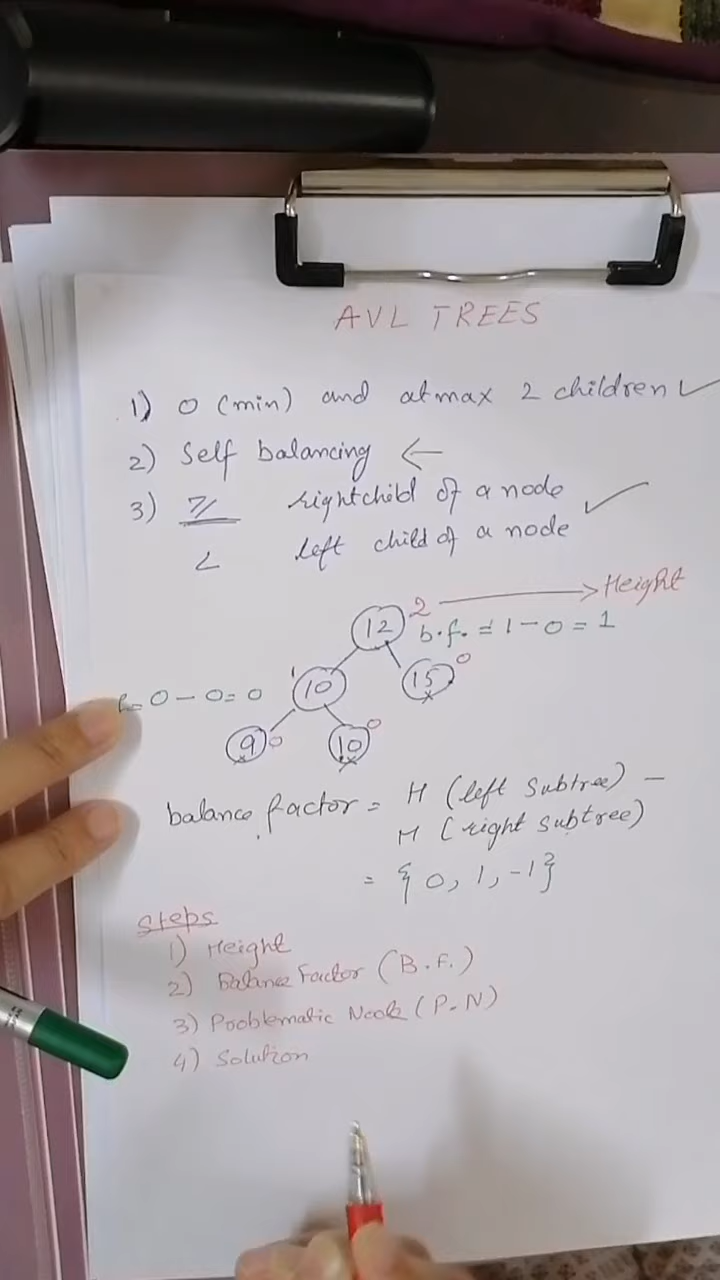 AVL TREES
1) 0 (min) and atmax 2 children ✓
2) Self balancing ←
3) ≥ right child of a node ✓
< left child of a node
2 → Height
12 b.f. = 1 - 0 = 1
= 0 - 0 = 0 1 10 15 0
9 0 10 0
balance factor = H (left subtree) -
H (right subtree)
= {0, 1, -1}
Steps
1) Height
2) Balance Factor (B.F.)
3) Problematic Node (P.N)
4) Solution